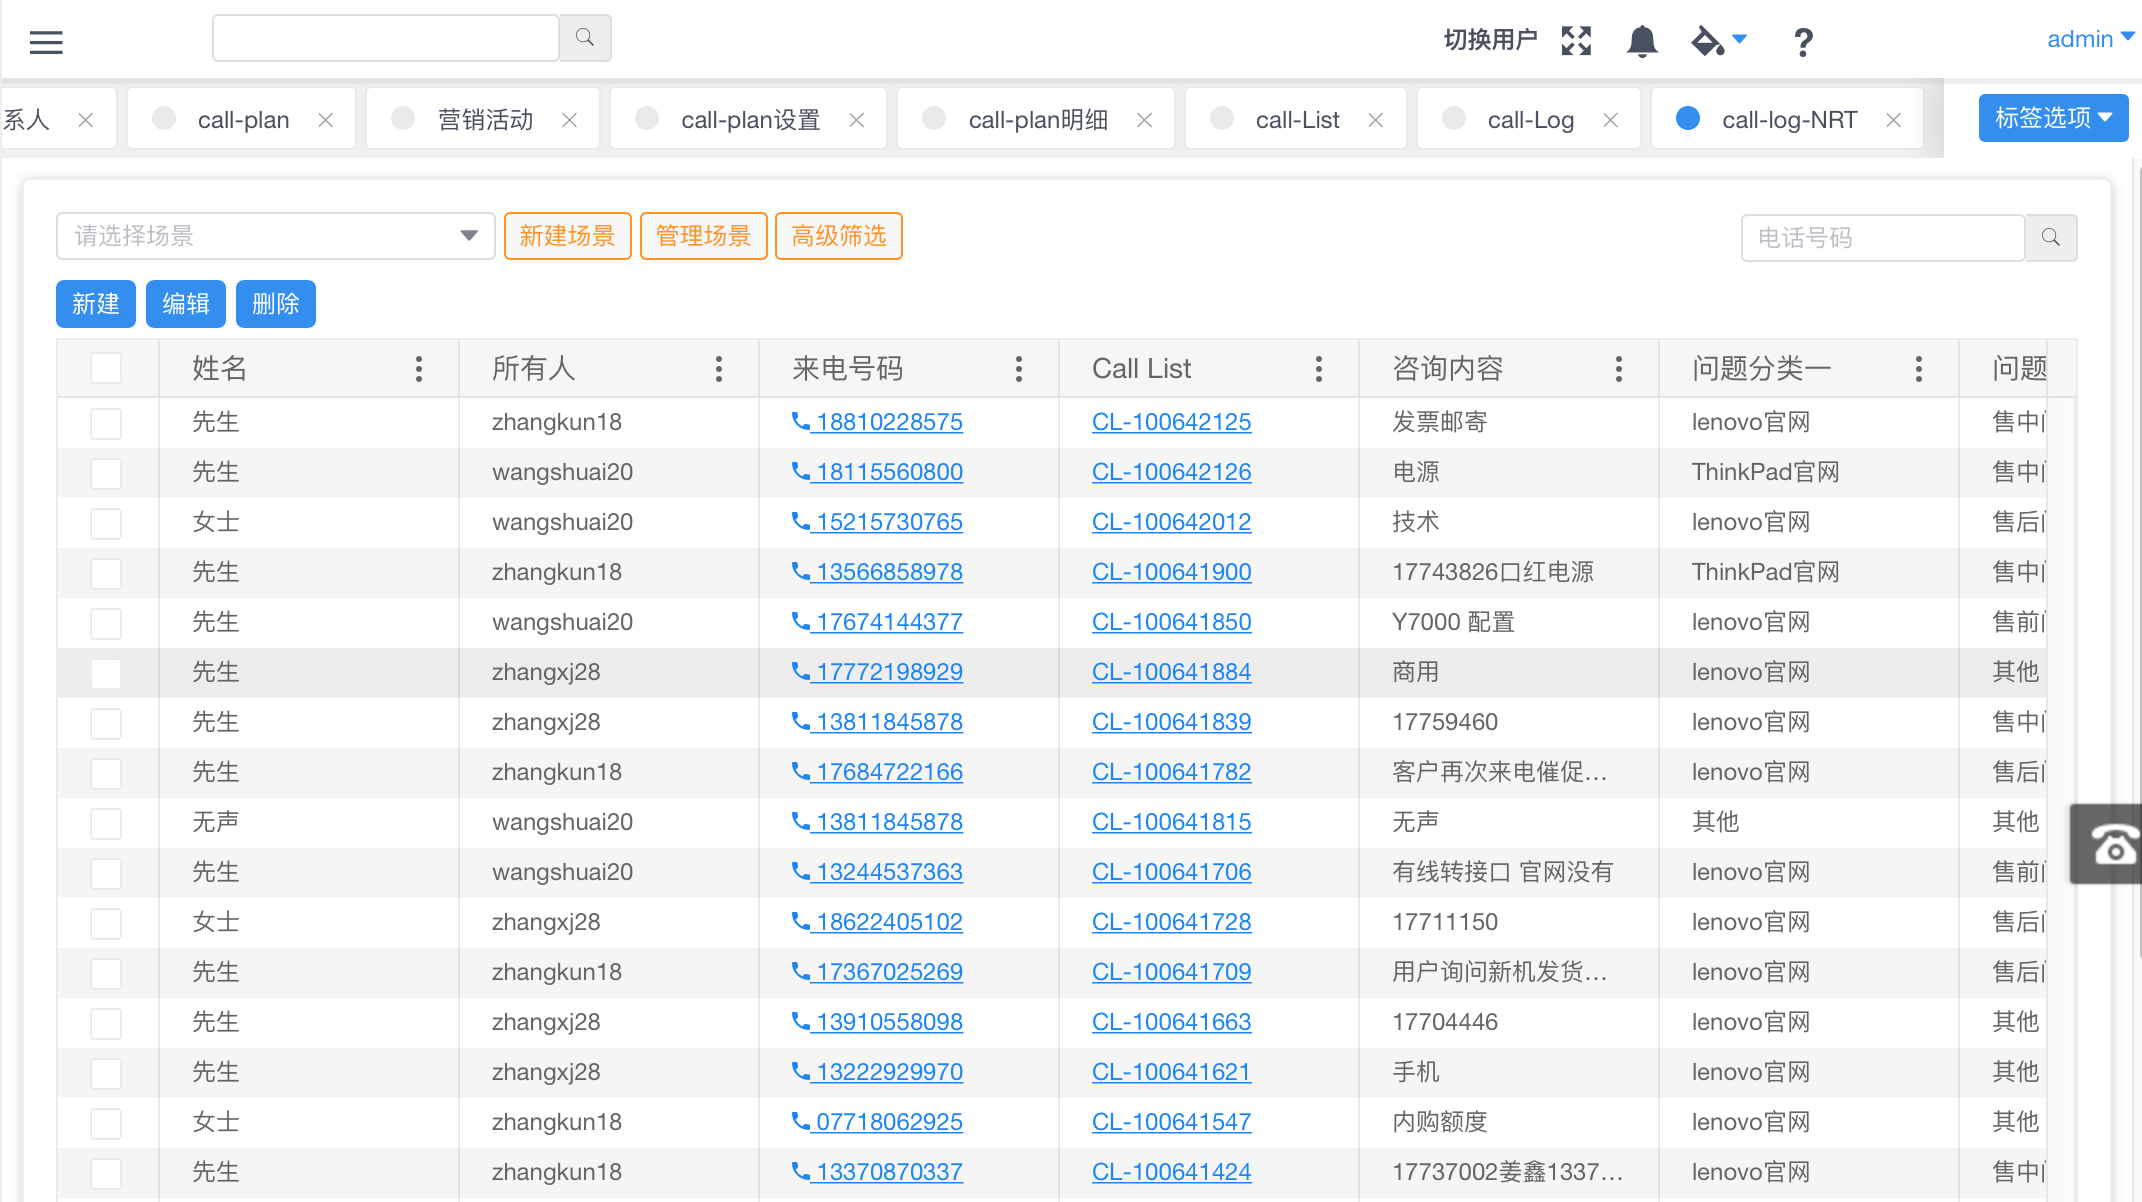 切换用户 ? admin
系人 call-plan 营销活动 call-plan设置 call-plan明细 call-List call-Log call-log-NRT 标签选项
请选择场景 新建场景 管理场景 高级筛选 电话号码
新建 编辑 删除
姓名 所有人 来电号码 Call List 咨询内容 问题分类一 问题
先生 zhangkun18 18810228575 CL-100642125 发票邮寄 lenovo官网 售中
先生 wangshuai20 18115560800 CL-100642126 电源 ThinkPad官网 售中
女士 wangshuai20 15215730765 CL-100642012 技术 lenovo官网 售后
先生 zhangkun18 13566858978 CL-100641900 17743826口红电源 ThinkPad官网 售中
先生 wangshuai20 17674144377 CL-100641850 Y7000 配置 lenovo官网 售前
先生 zhangxj28 17772198929 CL-100641884 商用 lenovo官网 其他
先生 zhangxj28 13811845878 CL-100641839 17759460 lenovo官网 售中
先生 zhangkun18 17684722166 CL-100641782 客户再次来电催促... lenovo官网 售后
无声 wangshuai20 13811845878 CL-100641815 无声 其他 其他
先生 wangshuai20 13244537363 CL-100641706 有线转接口 官网没有 lenovo官网 售前
女士 zhangxj28 18622405102 CL-100641728 17711150 lenovo官网 售后
先生 zhangkun18 17367025269 CL-100641709 用户询问新机发货... lenovo官网 售后
先生 zhangxj28 13910558098 CL-100641663 17704446 lenovo官网 其他
先生 zhangxj28 13222929970 CL-100641621 手机 lenovo官网 其他
女士 zhangkun18 07718062925 CL-100641547 内购额度 lenovo官网 其他
先生 zhangkun18 13370870337 CL-100641424 17737002姜鑫1337... lenovo官网 售中